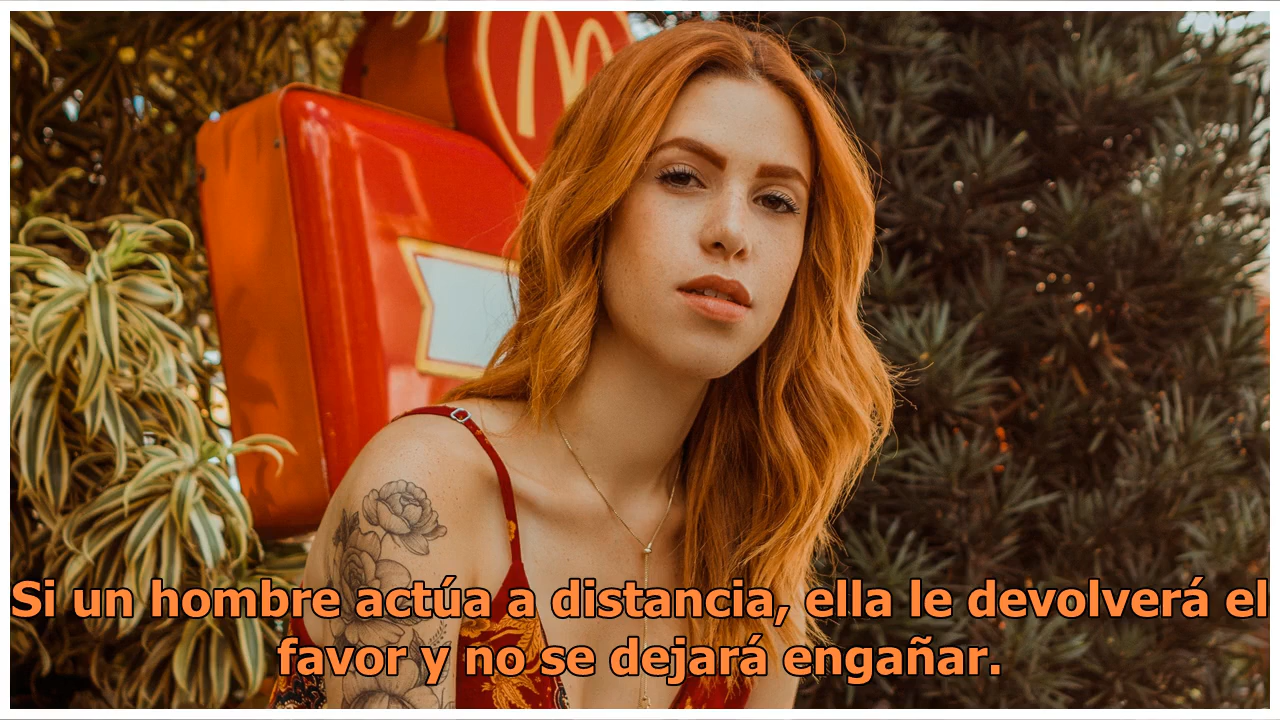 M
Si un hombre actúa a distancia, ella le devolverá el
favor y no se dejará engañar.